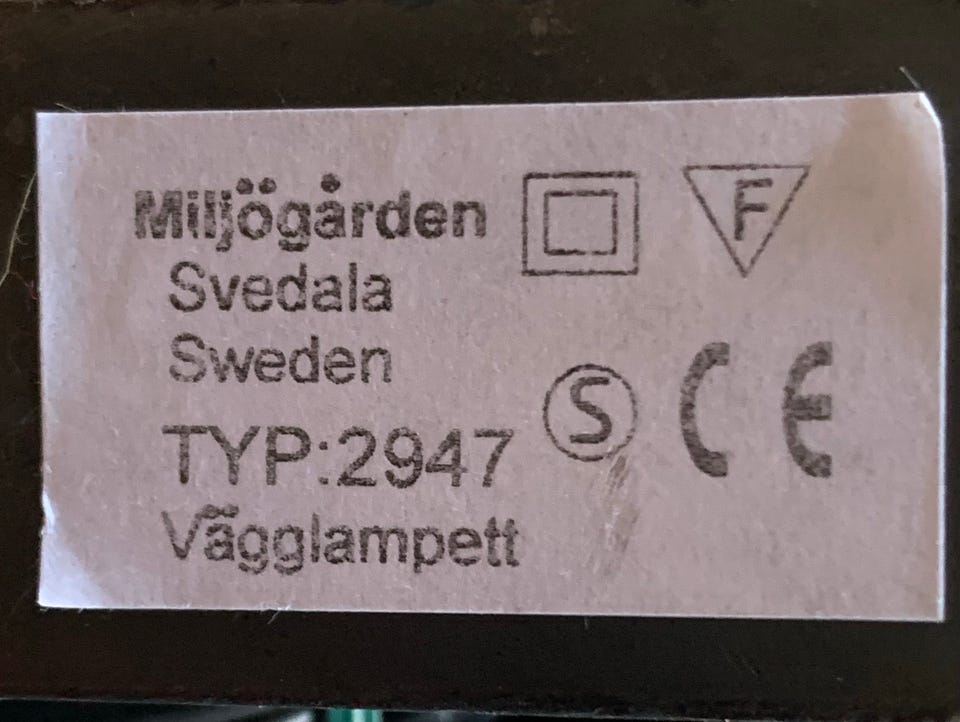 Miljögården
Svedala
Sweden
TYP:2947
Vägglampett
F
S
CE